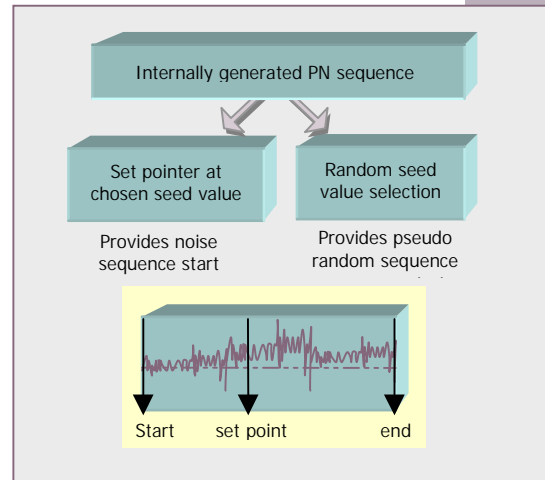 Internally generated PN sequence
Set pointer at
chosen seed value
Random seed
value selection
Provides noise
sequence start
Provides pseudo
random sequence
Start set point end